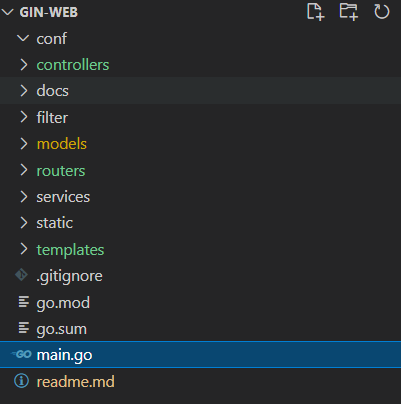 GIN-WEB
conf
controllers
docs
filter
models
routers
services
static
templates
.gitignore
go.mod
go.sum
GO main.go
readme.md